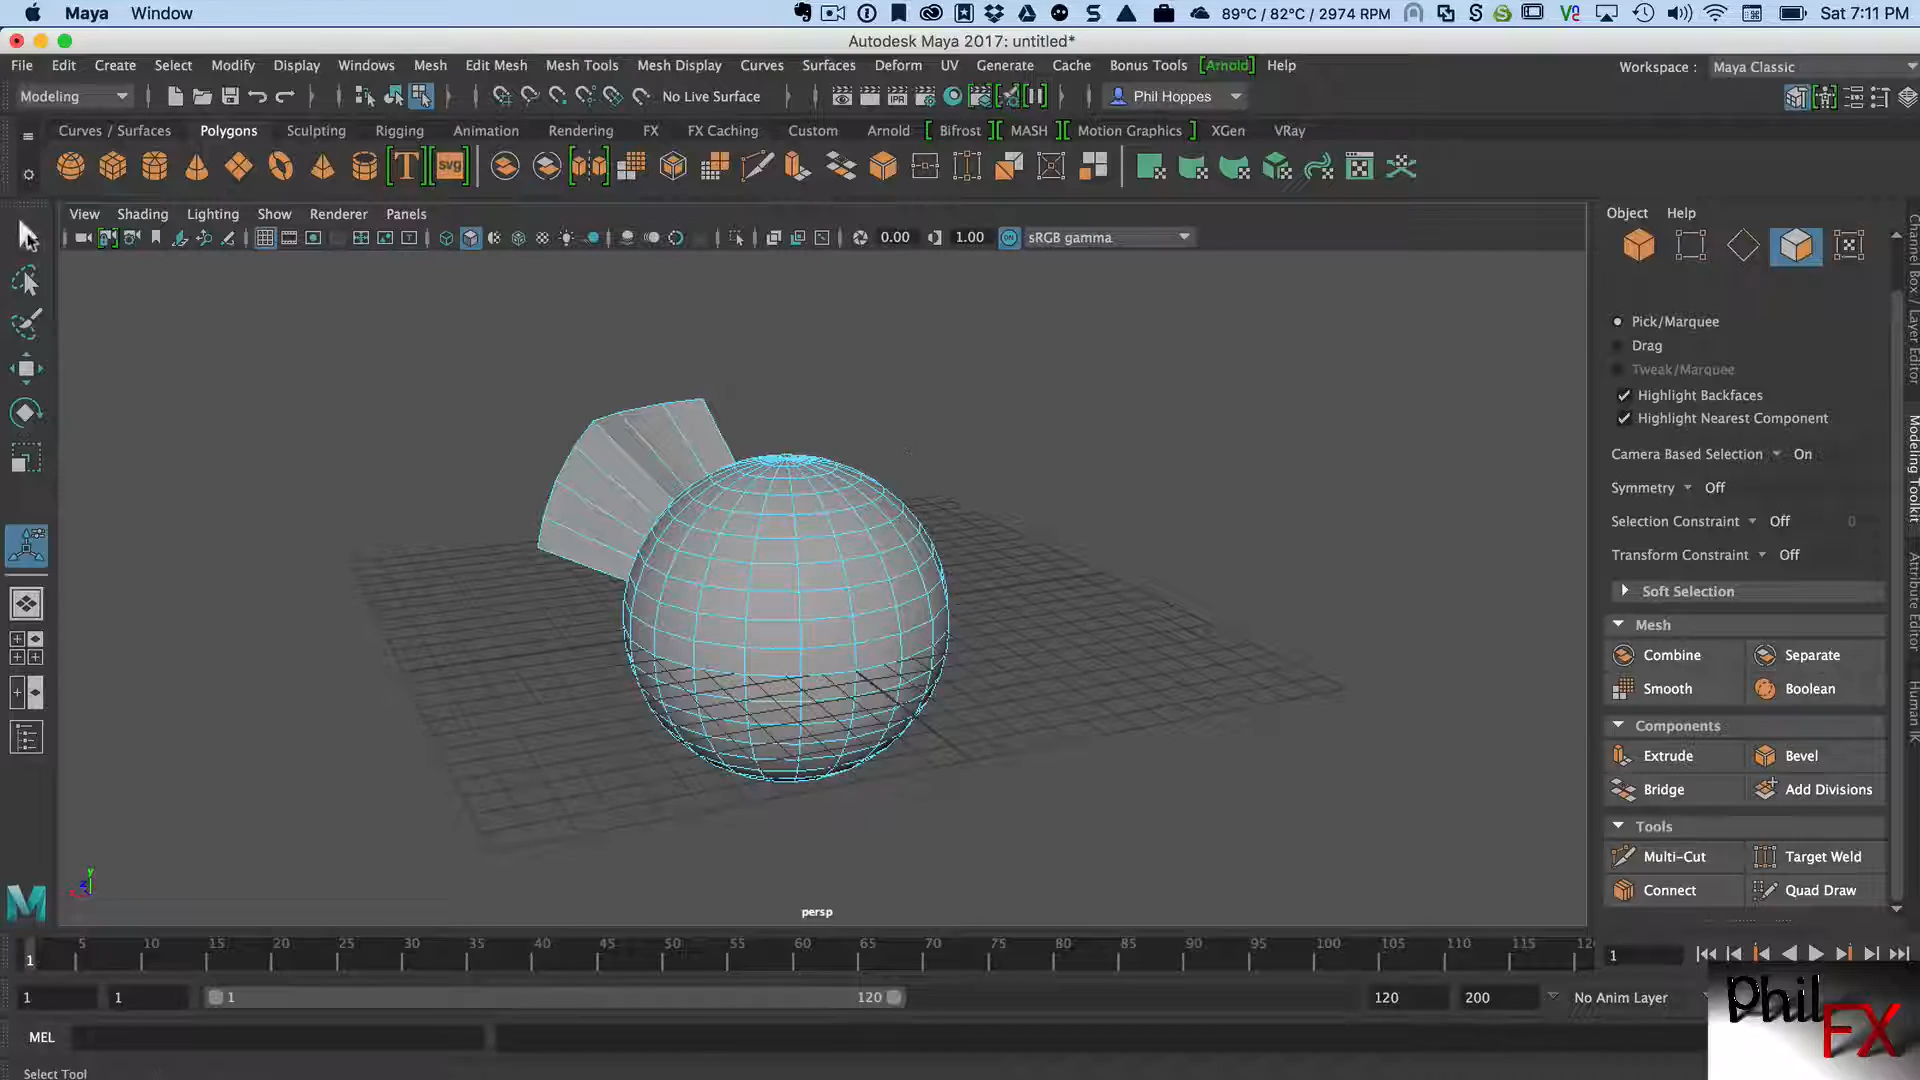 Maya Window 89°C / 82°C / 2974 RPM Sat 7:11 PM
Autodesk Maya 2017: untitled*
File Edit Create Select Modify Display Windows Mesh Edit Mesh Mesh Tools Mesh Display Curves Surfaces Deform UV Generate Cache Bonus Tools [Arnold] Help Workspace : Maya Classic
Modeling No Live Surface IPR Phil Hoppes
Curves / Surfaces Polygons Sculpting Rigging Animation Rendering FX FX Caching Custom Arnold Bifrost MASH Motion Graphics XGen VRay
T svg
View Shading Lighting Show Renderer Panels Object Help
0.00 1.00 ON sRGB gamma
Channel Box / Layer Editor
Modeling Toolkit
Attribute Editor
Human IK
Pick/Marquee
Drag
Tweak/Marquee
Highlight Backfaces
Highlight Nearest Component
Camera Based Selection On
Symmetry Off
Selection Constraint Off 0
Transform Constraint Off
Soft Selection
Mesh
Combine Separate
Smooth Boolean
Components
Extrude Bevel
Bridge Add Divisions
Tools
Multi-Cut Target Weld
Connect Quad Draw
y
z
persp
5 10 15 20 25 30 35 40 45 50 55 60 65 70 75 80 85 90 95 100 105 110 115 12
1 1
1 1 1 120 120 200 No Anim Layer
MEL
Select Tool
Phil
FX